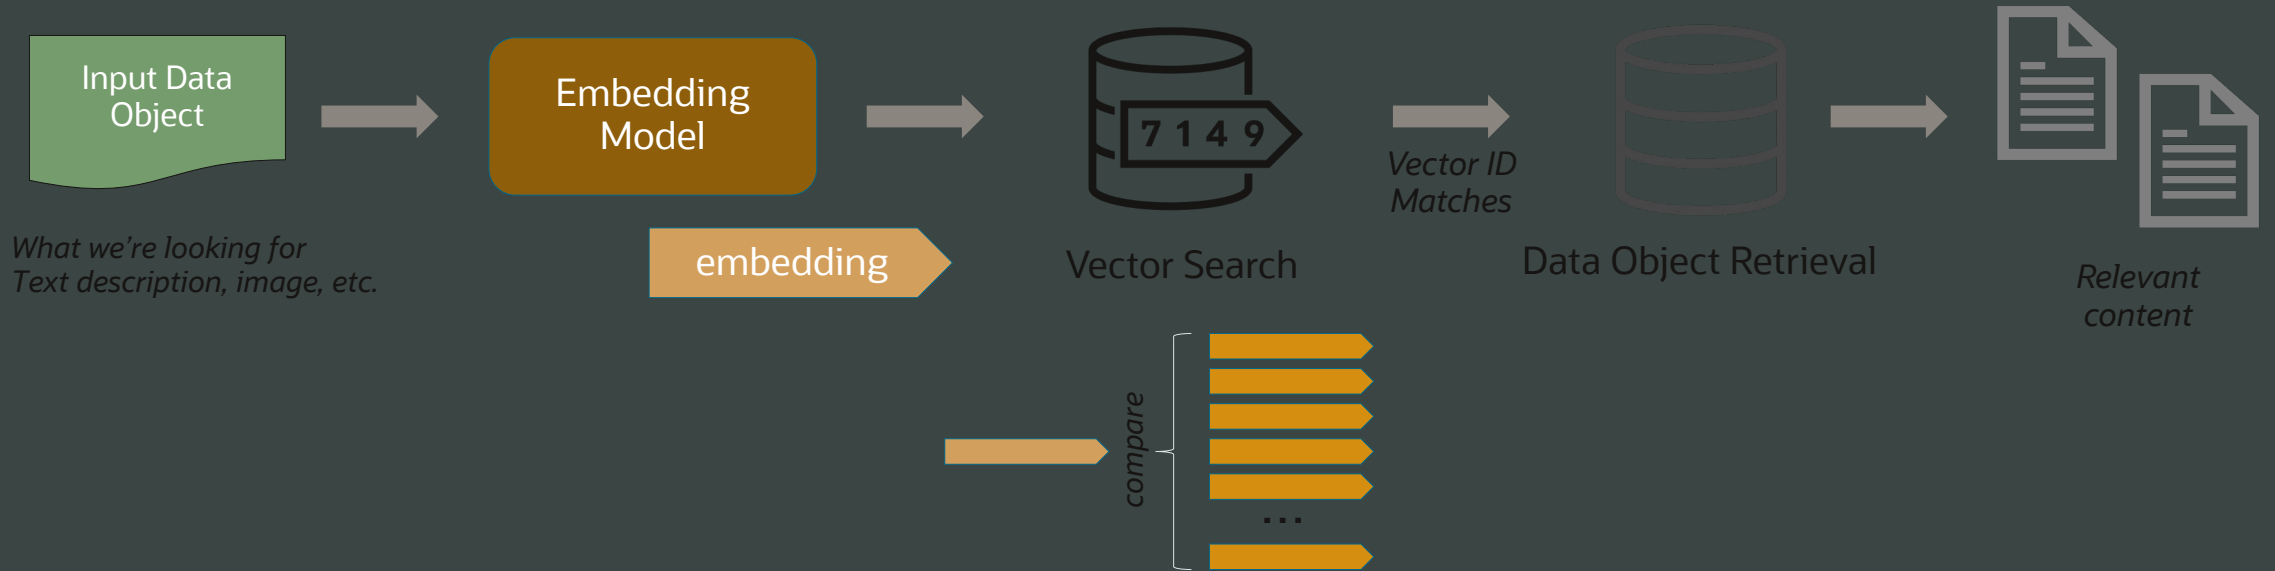 Input Data
Object
What we're looking for
Text description, image, etc.
Embedding
Model
embedding
7 1 4 9
Vector Search
Vector ID
Matches
Data Object Retrieval
Relevant
content
compare
...